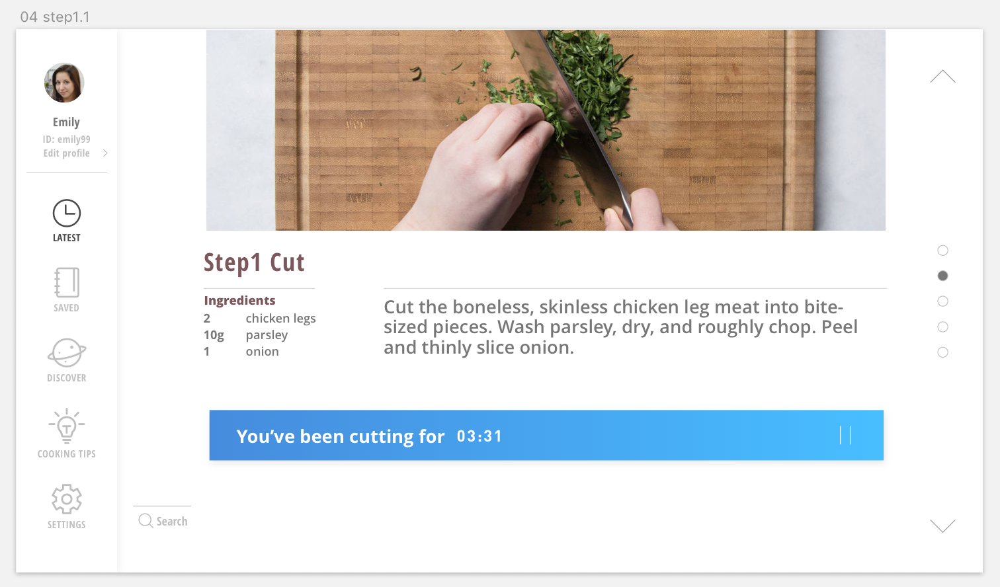 04 step1.1
Emily
ID: emily99
Edit profile
LATEST
SAVED
DISCOVER
COOKING TIPS
SETTINGS
Search
Step1 Cut
Ingredients
2 chicken legs
10g parsley
1 onion
Cut the boneless, skinless chicken leg meat into bite-
sized pieces. Wash parsley, dry, and roughly chop. Peel
and thinly slice onion.
You’ve been cutting for 03:31